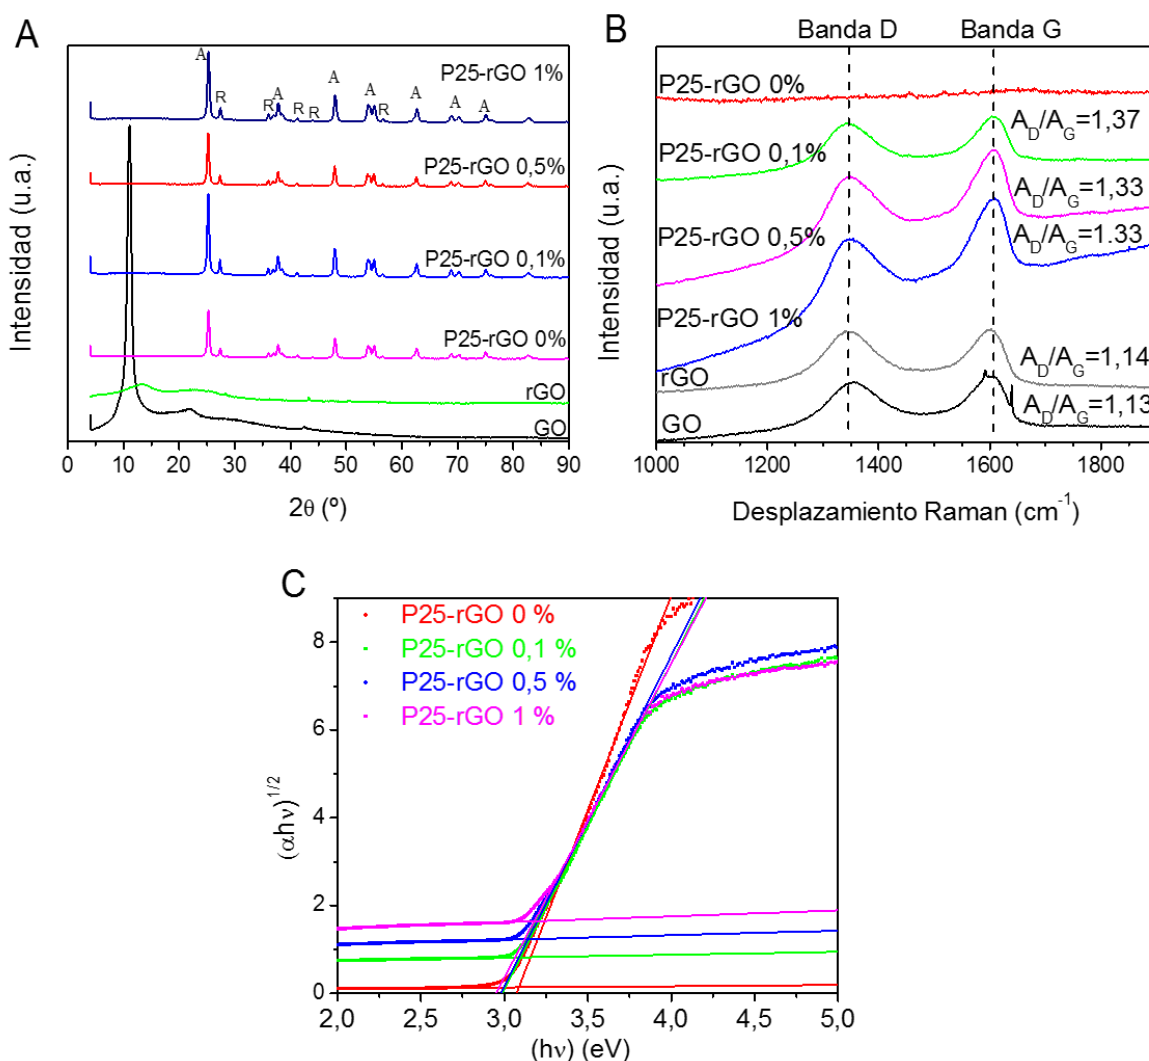 A
Intensidad (u.a.)
A
R
R
A
R
R
A
A
R
A
A
A
P25-rGO 1%
P25-rGO 0,5%
P25-rGO 0,1%
P25-rGO 0%
rGO
GO
0 10 20 30 40 50 60 70 80 90
2θ (º)
B
Banda D Banda G
Intensidad (u.a.)
P25-rGO 0%
A_D/A_G=1,37
P25-rGO 0,1%
A_D/A_G=1,33
P25-rGO 0,5%
A_D/A_G=1.33
P25-rGO 1%
A_D/A_G=1,14
rGO
A_D/A_G=1,13
GO
1000 1200 1400 1600 1800
Desplazamiento Raman (cm⁻¹)
C
P25-rGO 0 %
P25-rGO 0,1 %
P25-rGO 0,5 %
P25-rGO 1 %
(αhν)^1/2
8
6
4
2
0
2,0 2,5 3,0 3,5 4,0 4,5 5,0
(hν) (eV)